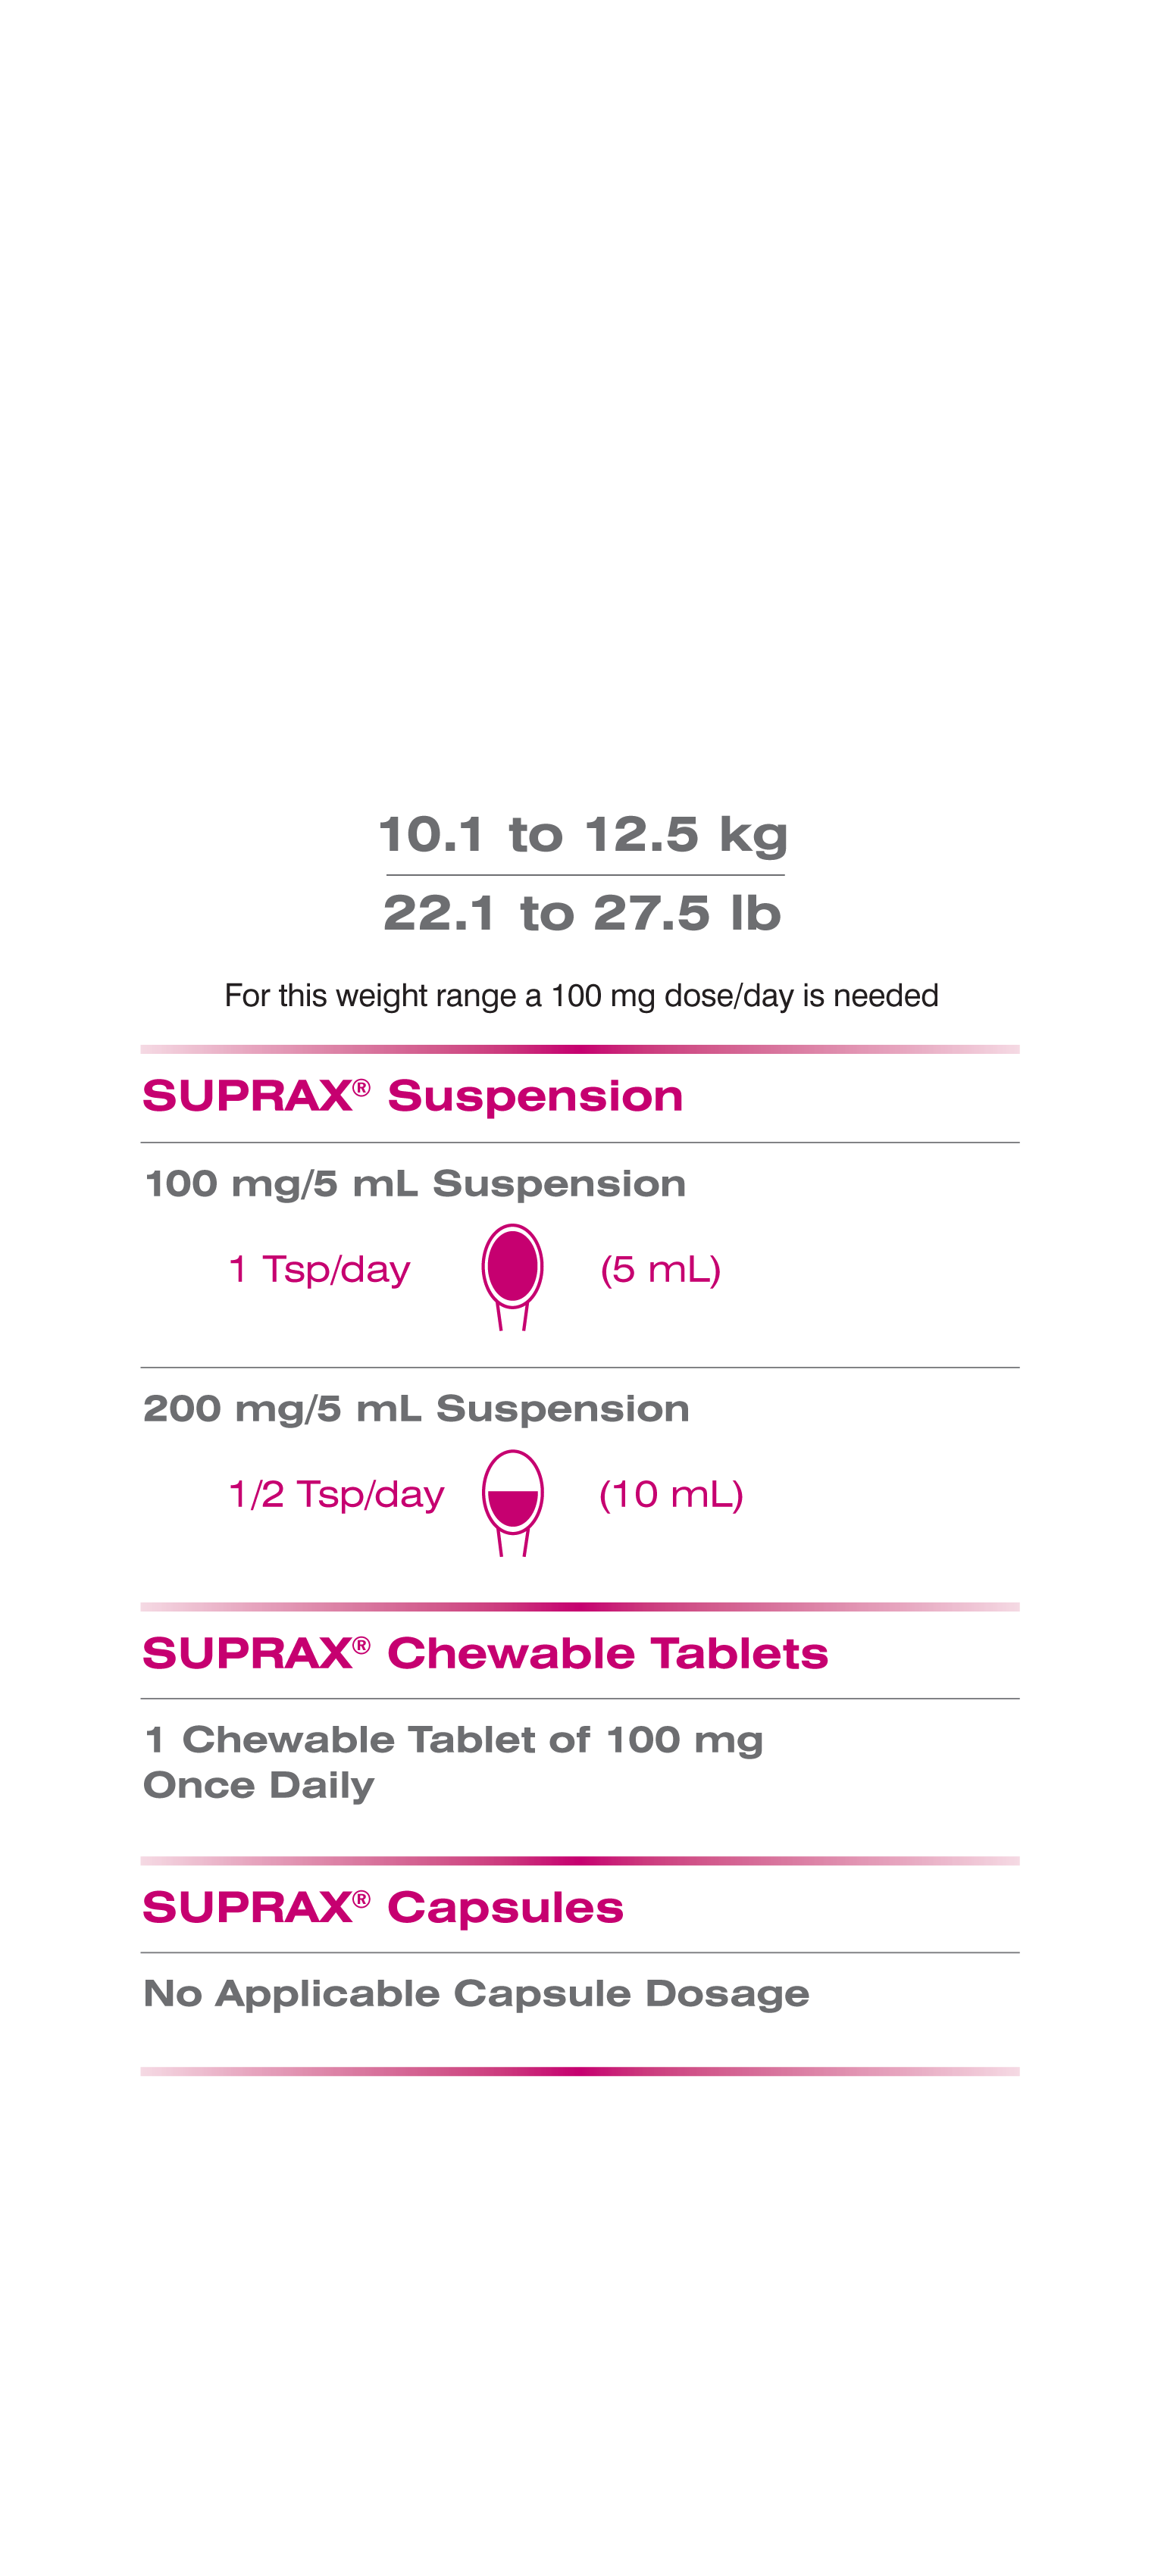 10.1 to 12.5 kg
22.1 to 27.5 lb
For this weight range a 100 mg dose/day is needed
SUPRAX® Suspension
100 mg/5 mL Suspension
1 Tsp/day (5 mL)
200 mg/5 mL Suspension
1/2 Tsp/day (10 mL)
SUPRAX® Chewable Tablets
1 Chewable Tablet of 100 mg
Once Daily
SUPRAX® Capsules
No Applicable Capsule Dosage